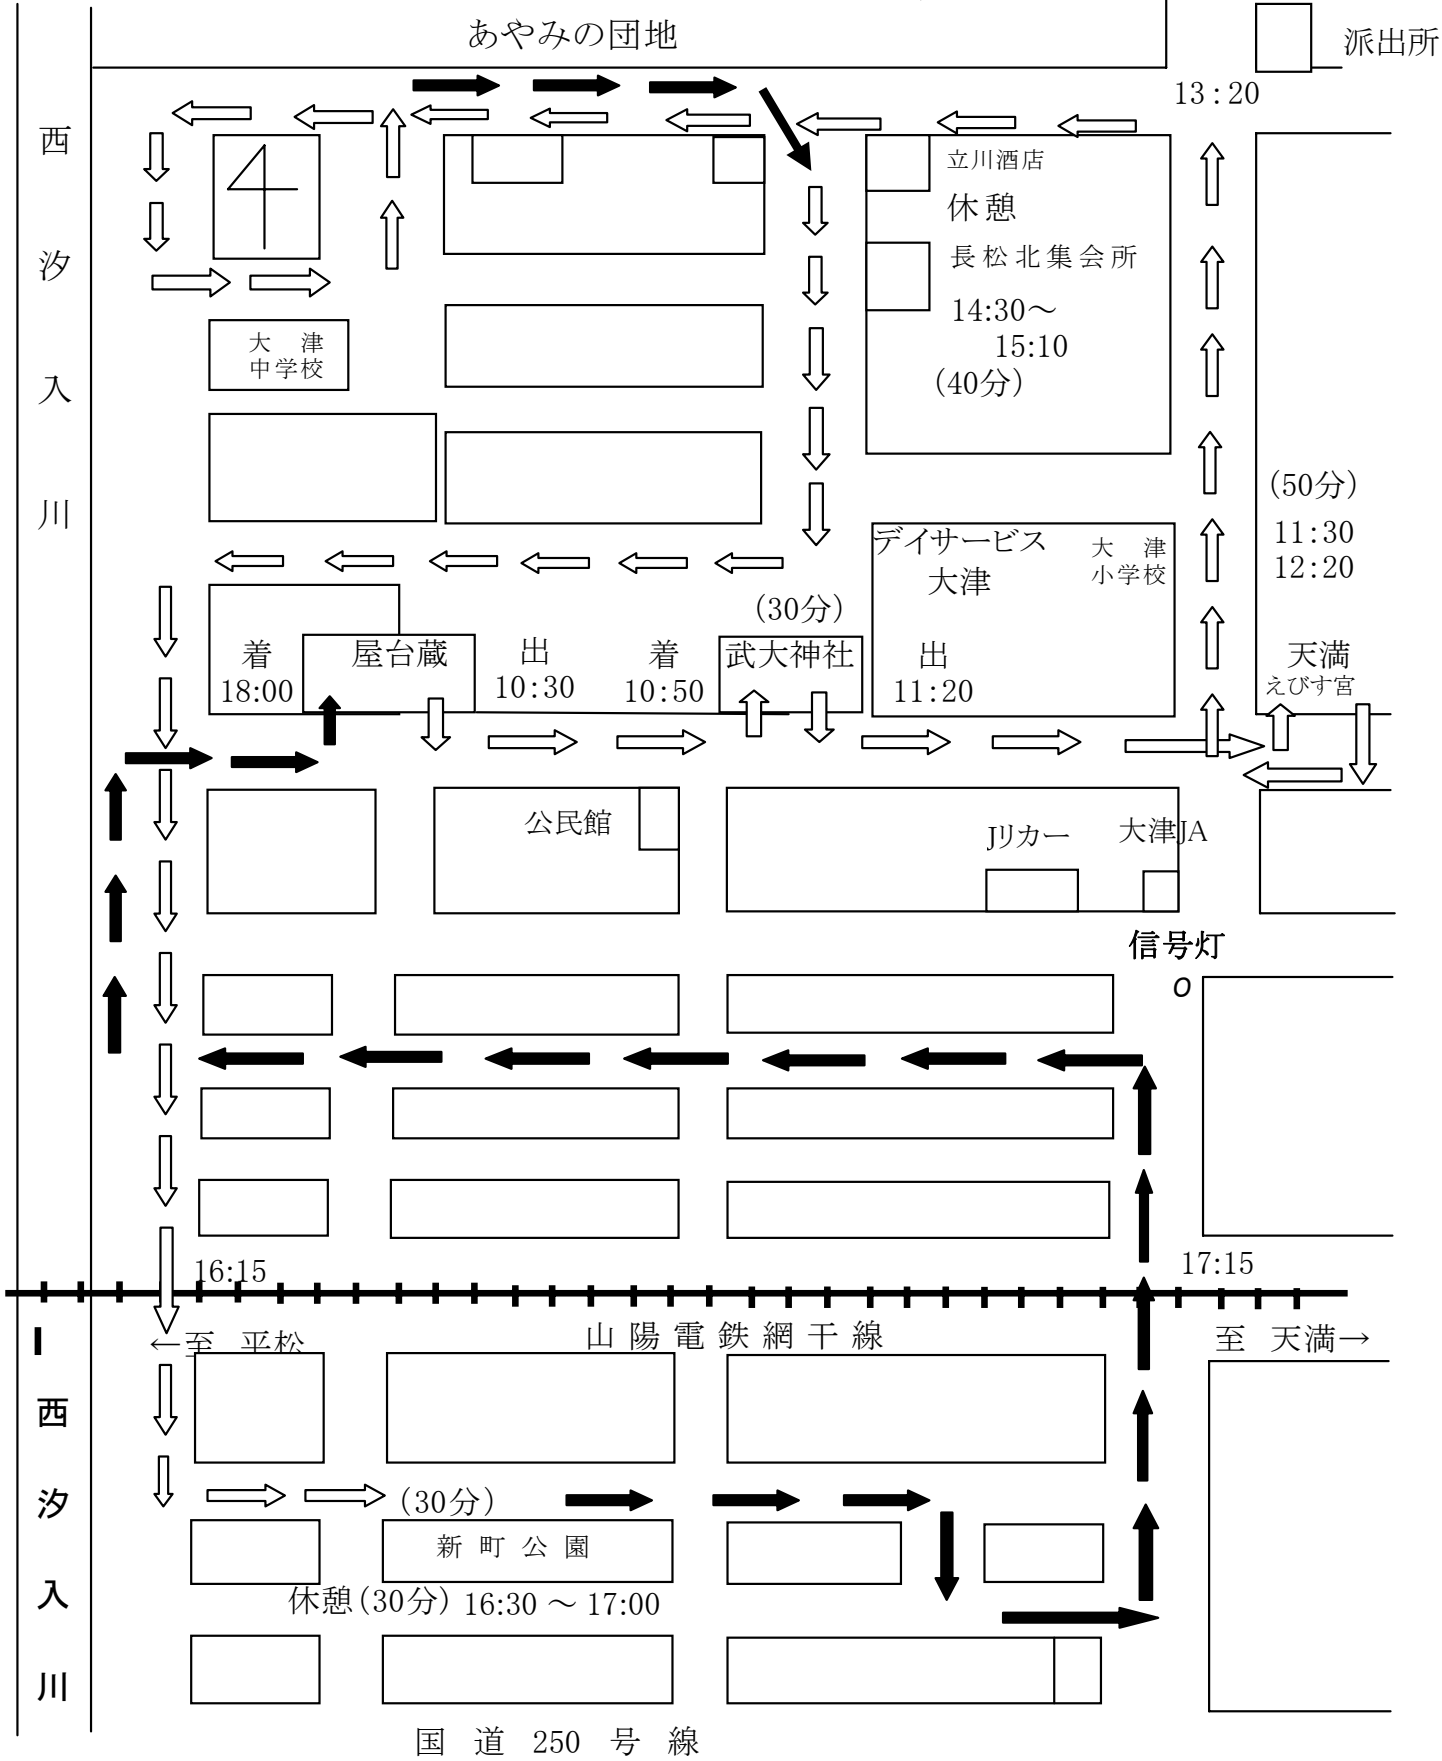 あやみの団地
派出所
13:20
西汐入川
立川酒店
休憩
長松北集会所
14:30～
15:10
(40分)
大　津
中学校
4
(50分)
11:30
12:20
デイサービス
大津
大　津
小学校
(30分)
着
18:00
屋台蔵
出
10:30
着
10:50
武大神社
出
11:20
天満
えびす宮
公民館
Jリカー
大津JA
信号灯
o
16:15
17:15
←至　平松
山陽電鉄網干線
至　天満→
西汐入川
(30分)
新町公園
休憩(30分) 16:30 ～ 17:00
国道 250 号線